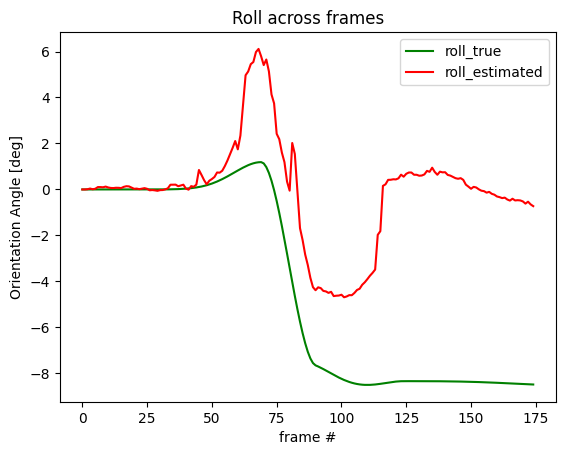 Roll across frames
roll_true
roll_estimated
Orientation Angle [deg]
6
4
2
0
−2
−4
−6
−8
0 25 50 75 100 125 150 175
frame #